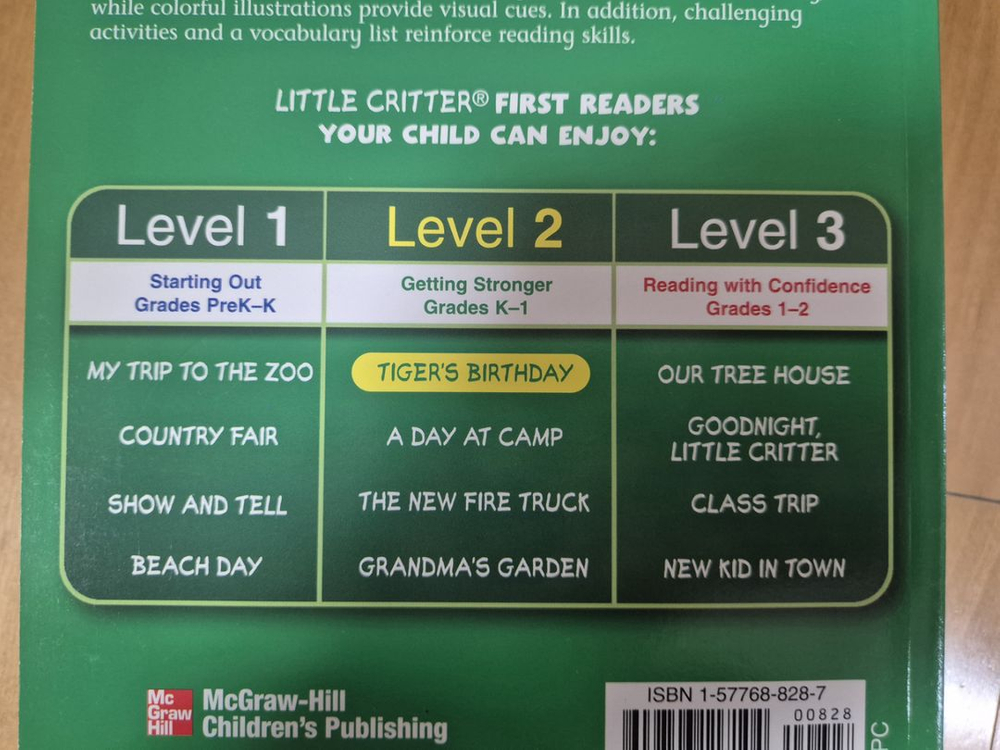 while colorful illustrations provide visual cues. In addition, challenging
activities and a vocabulary list reinforce reading skills.
LITTLE CRITTER® FIRST READERS
YOUR CHILD CAN ENJOY:
Level 1
Starting Out
Grades PreK–K
MY TRIP TO THE ZOO
COUNTRY FAIR
SHOW AND TELL
BEACH DAY
Level 2
Getting Stronger
Grades K–1
TIGER'S BIRTHDAY
A DAY AT CAMP
THE NEW FIRE TRUCK
GRANDMA'S GARDEN
Level 3
Reading with Confidence
Grades 1–2
OUR TREE HOUSE
GOODNIGHT,
LITTLE CRITTER
CLASS TRIP
NEW KID IN TOWN
Mc
Graw
Hill
McGraw-Hill
Children's Publishing
ISBN 1-57768-828-7
00828
PC